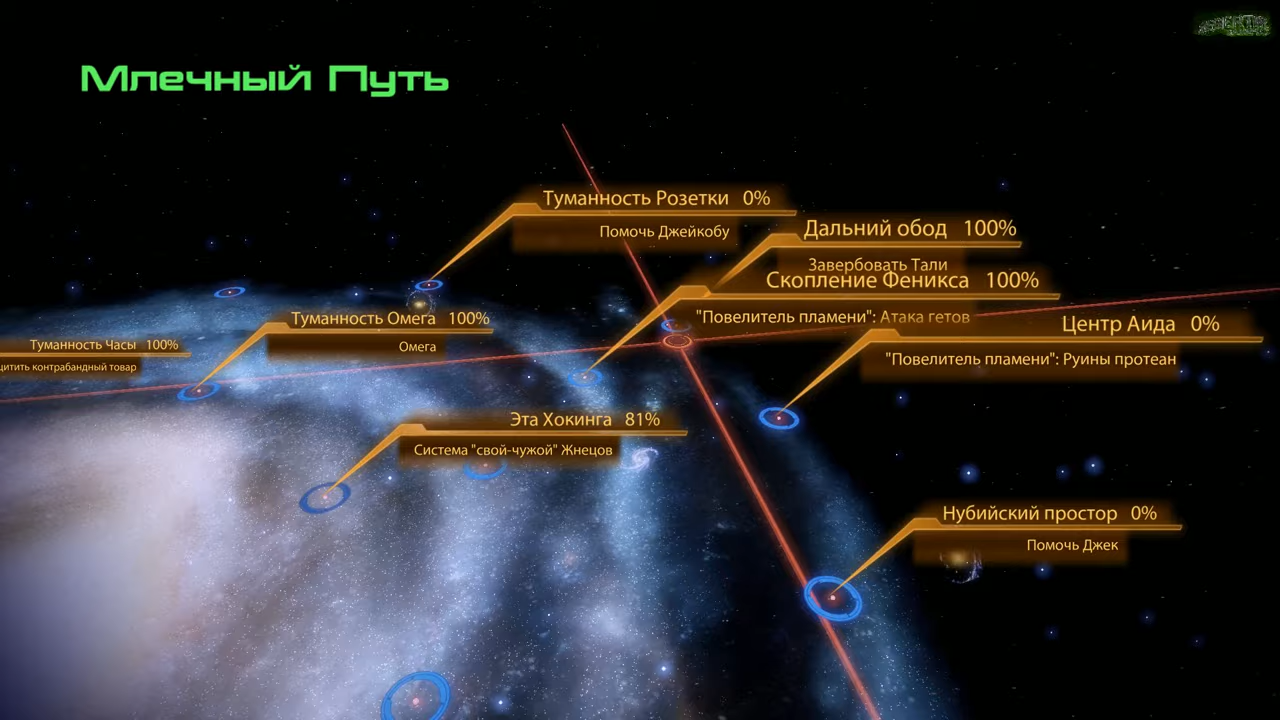 Млечный Путь
Туманность Розетки 0%
Помочь Джейкобу
Дальний обод 100%
Завербовать Тали
Скопление Феникса 100%
"Повелитель пламени": Атака гетов
Центр Аида 0%
"Повелитель пламени": Руины протеан
Туманность Омега 100%
Омега
Туманность Часы 100%
контрабандный товар
Эта Хокинга 81%
Система "свой-чужой" Жнецов
Нубийский простор 0%
Помочь Джек